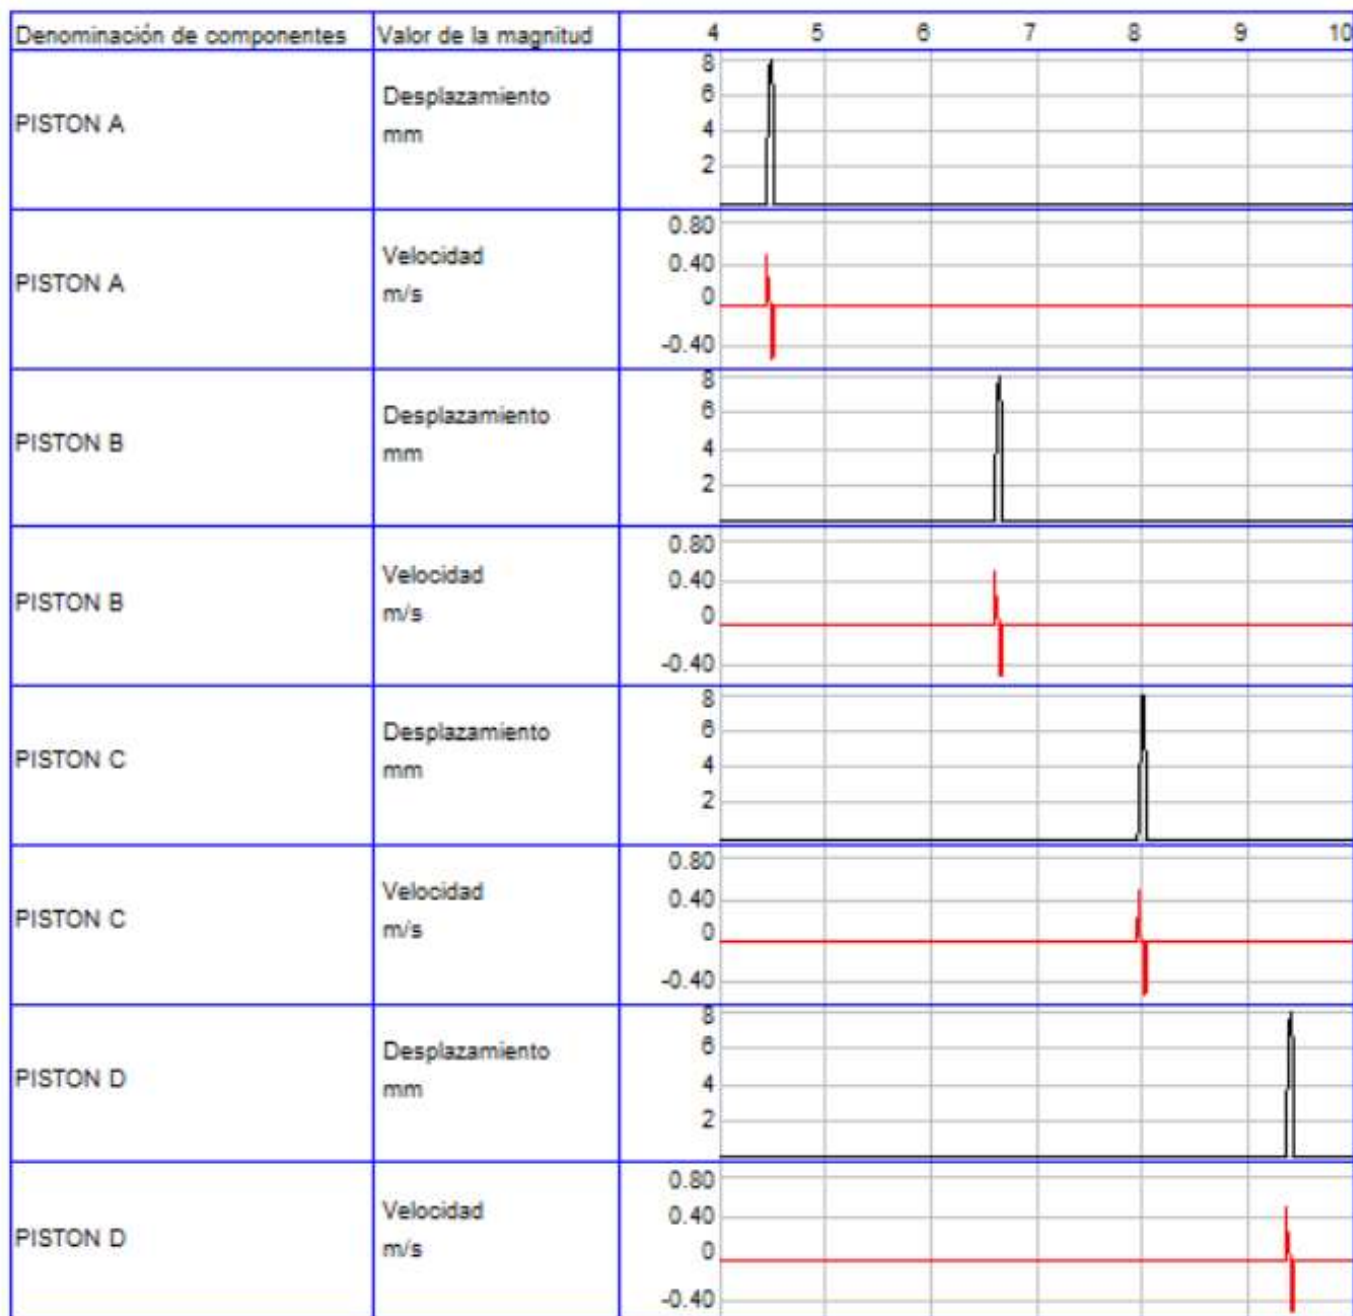 Denominación de componentes Valor de la magnitud 4 5 6 7 8 9 10
PISTON A Desplazamiento mm 8 6 4 2
PISTON A Velocidad m/s 0.80 0.40 0 -0.40
PISTON B Desplazamiento mm 8 6 4 2
PISTON B Velocidad m/s 0.80 0.40 0 -0.40
PISTON C Desplazamiento mm 8 6 4 2
PISTON C Velocidad m/s 0.80 0.40 0 -0.40
PISTON D Desplazamiento mm 8 6 4 2
PISTON D Velocidad m/s 0.80 0.40 0 -0.40